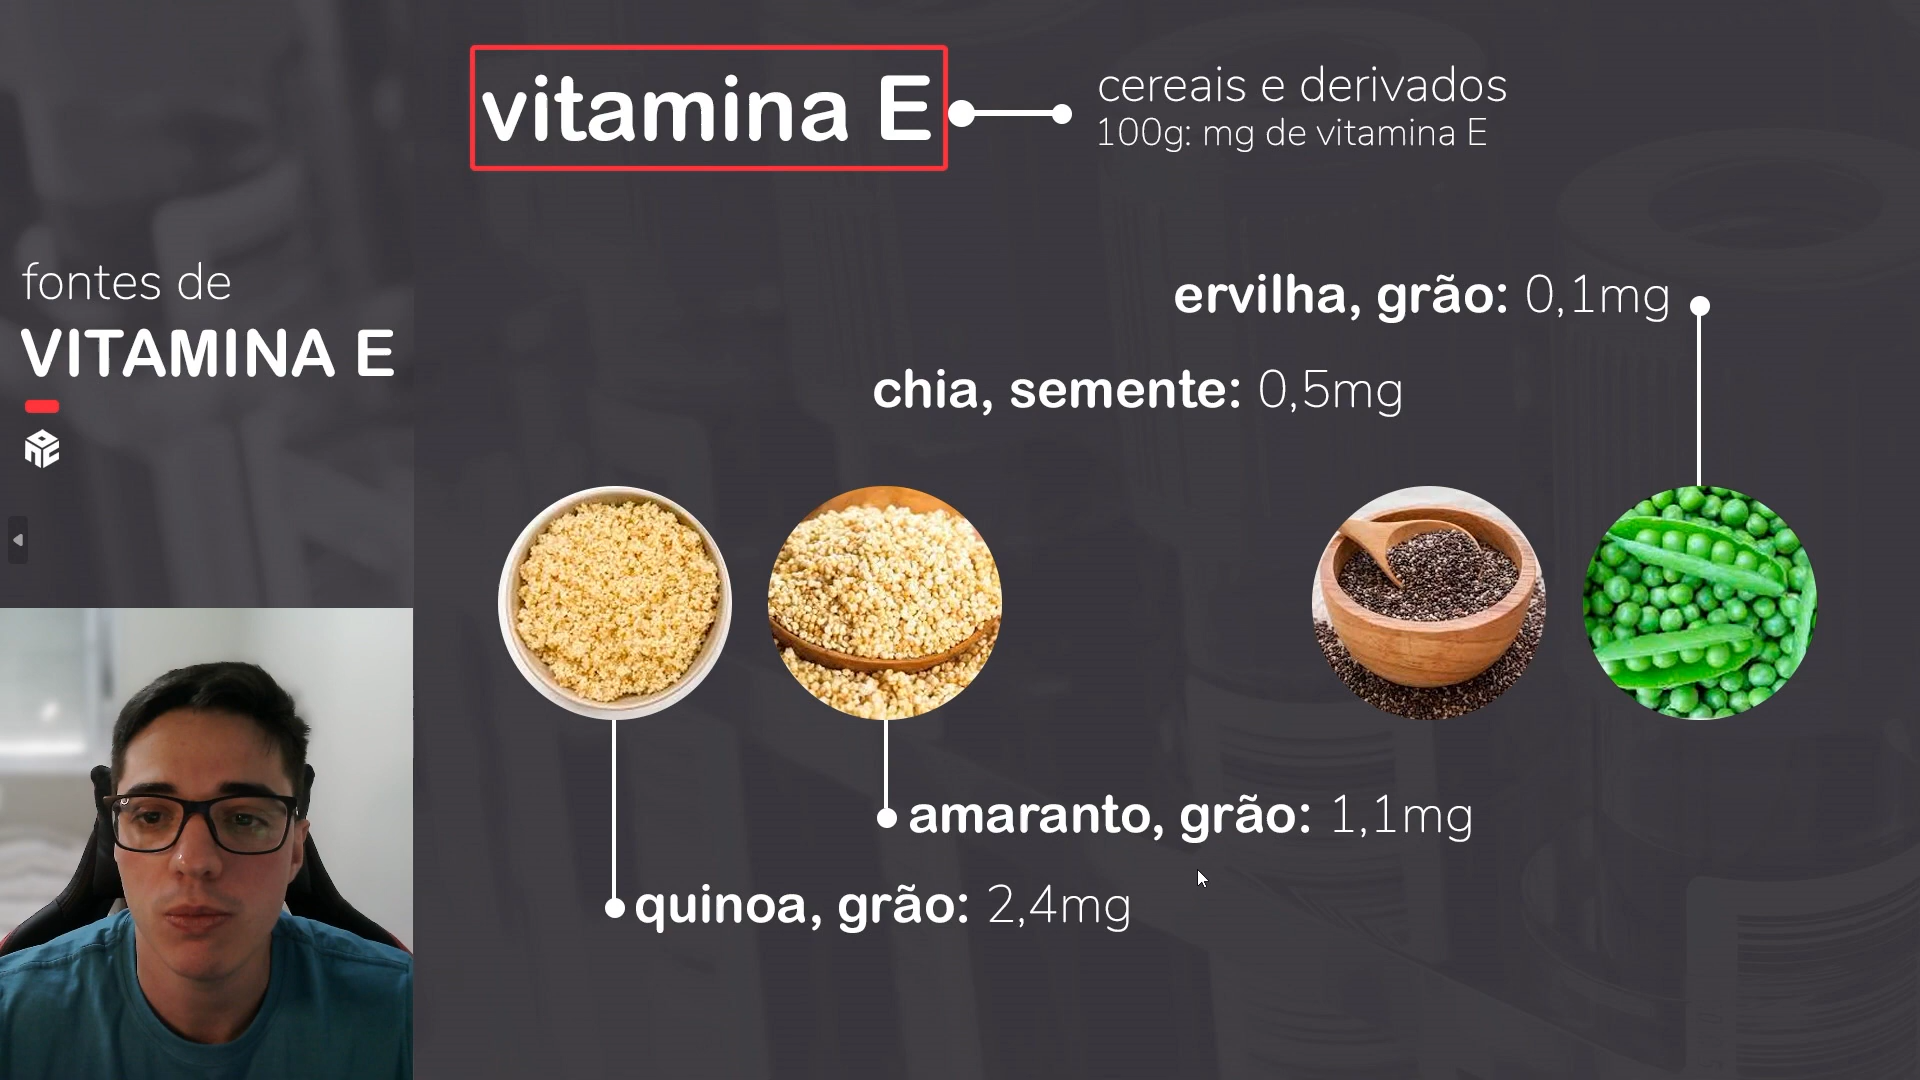 vitamina E
cereais e derivados
100g: mg de vitamina E
fontes de
VITAMINA E
ervilha, grão: 0,1mg
chia, semente: 0,5mg
amaranto, grão: 1,1mg
quinoa, grão: 2,4mg